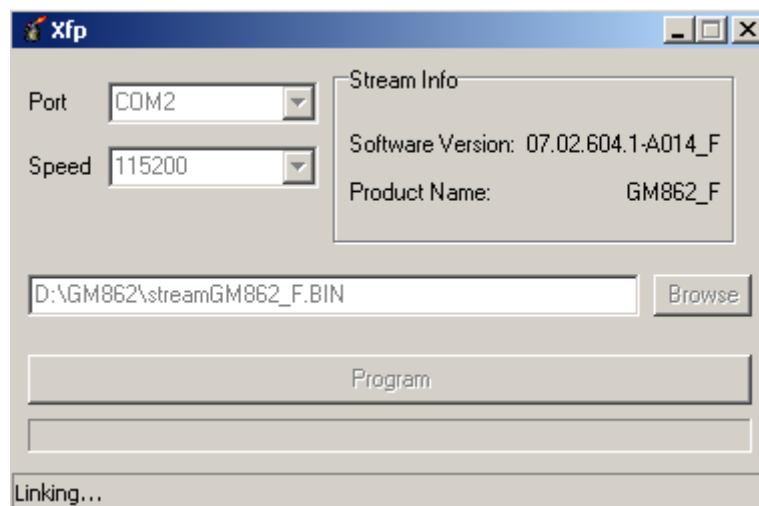 Xfp
Port COM2
Speed 115200
Stream Info
Software Version: 07.02.604.1-A014_F
Product Name: GM862_F
D:\GM862\streamGM862_F.BIN Browse
Program
Linking...